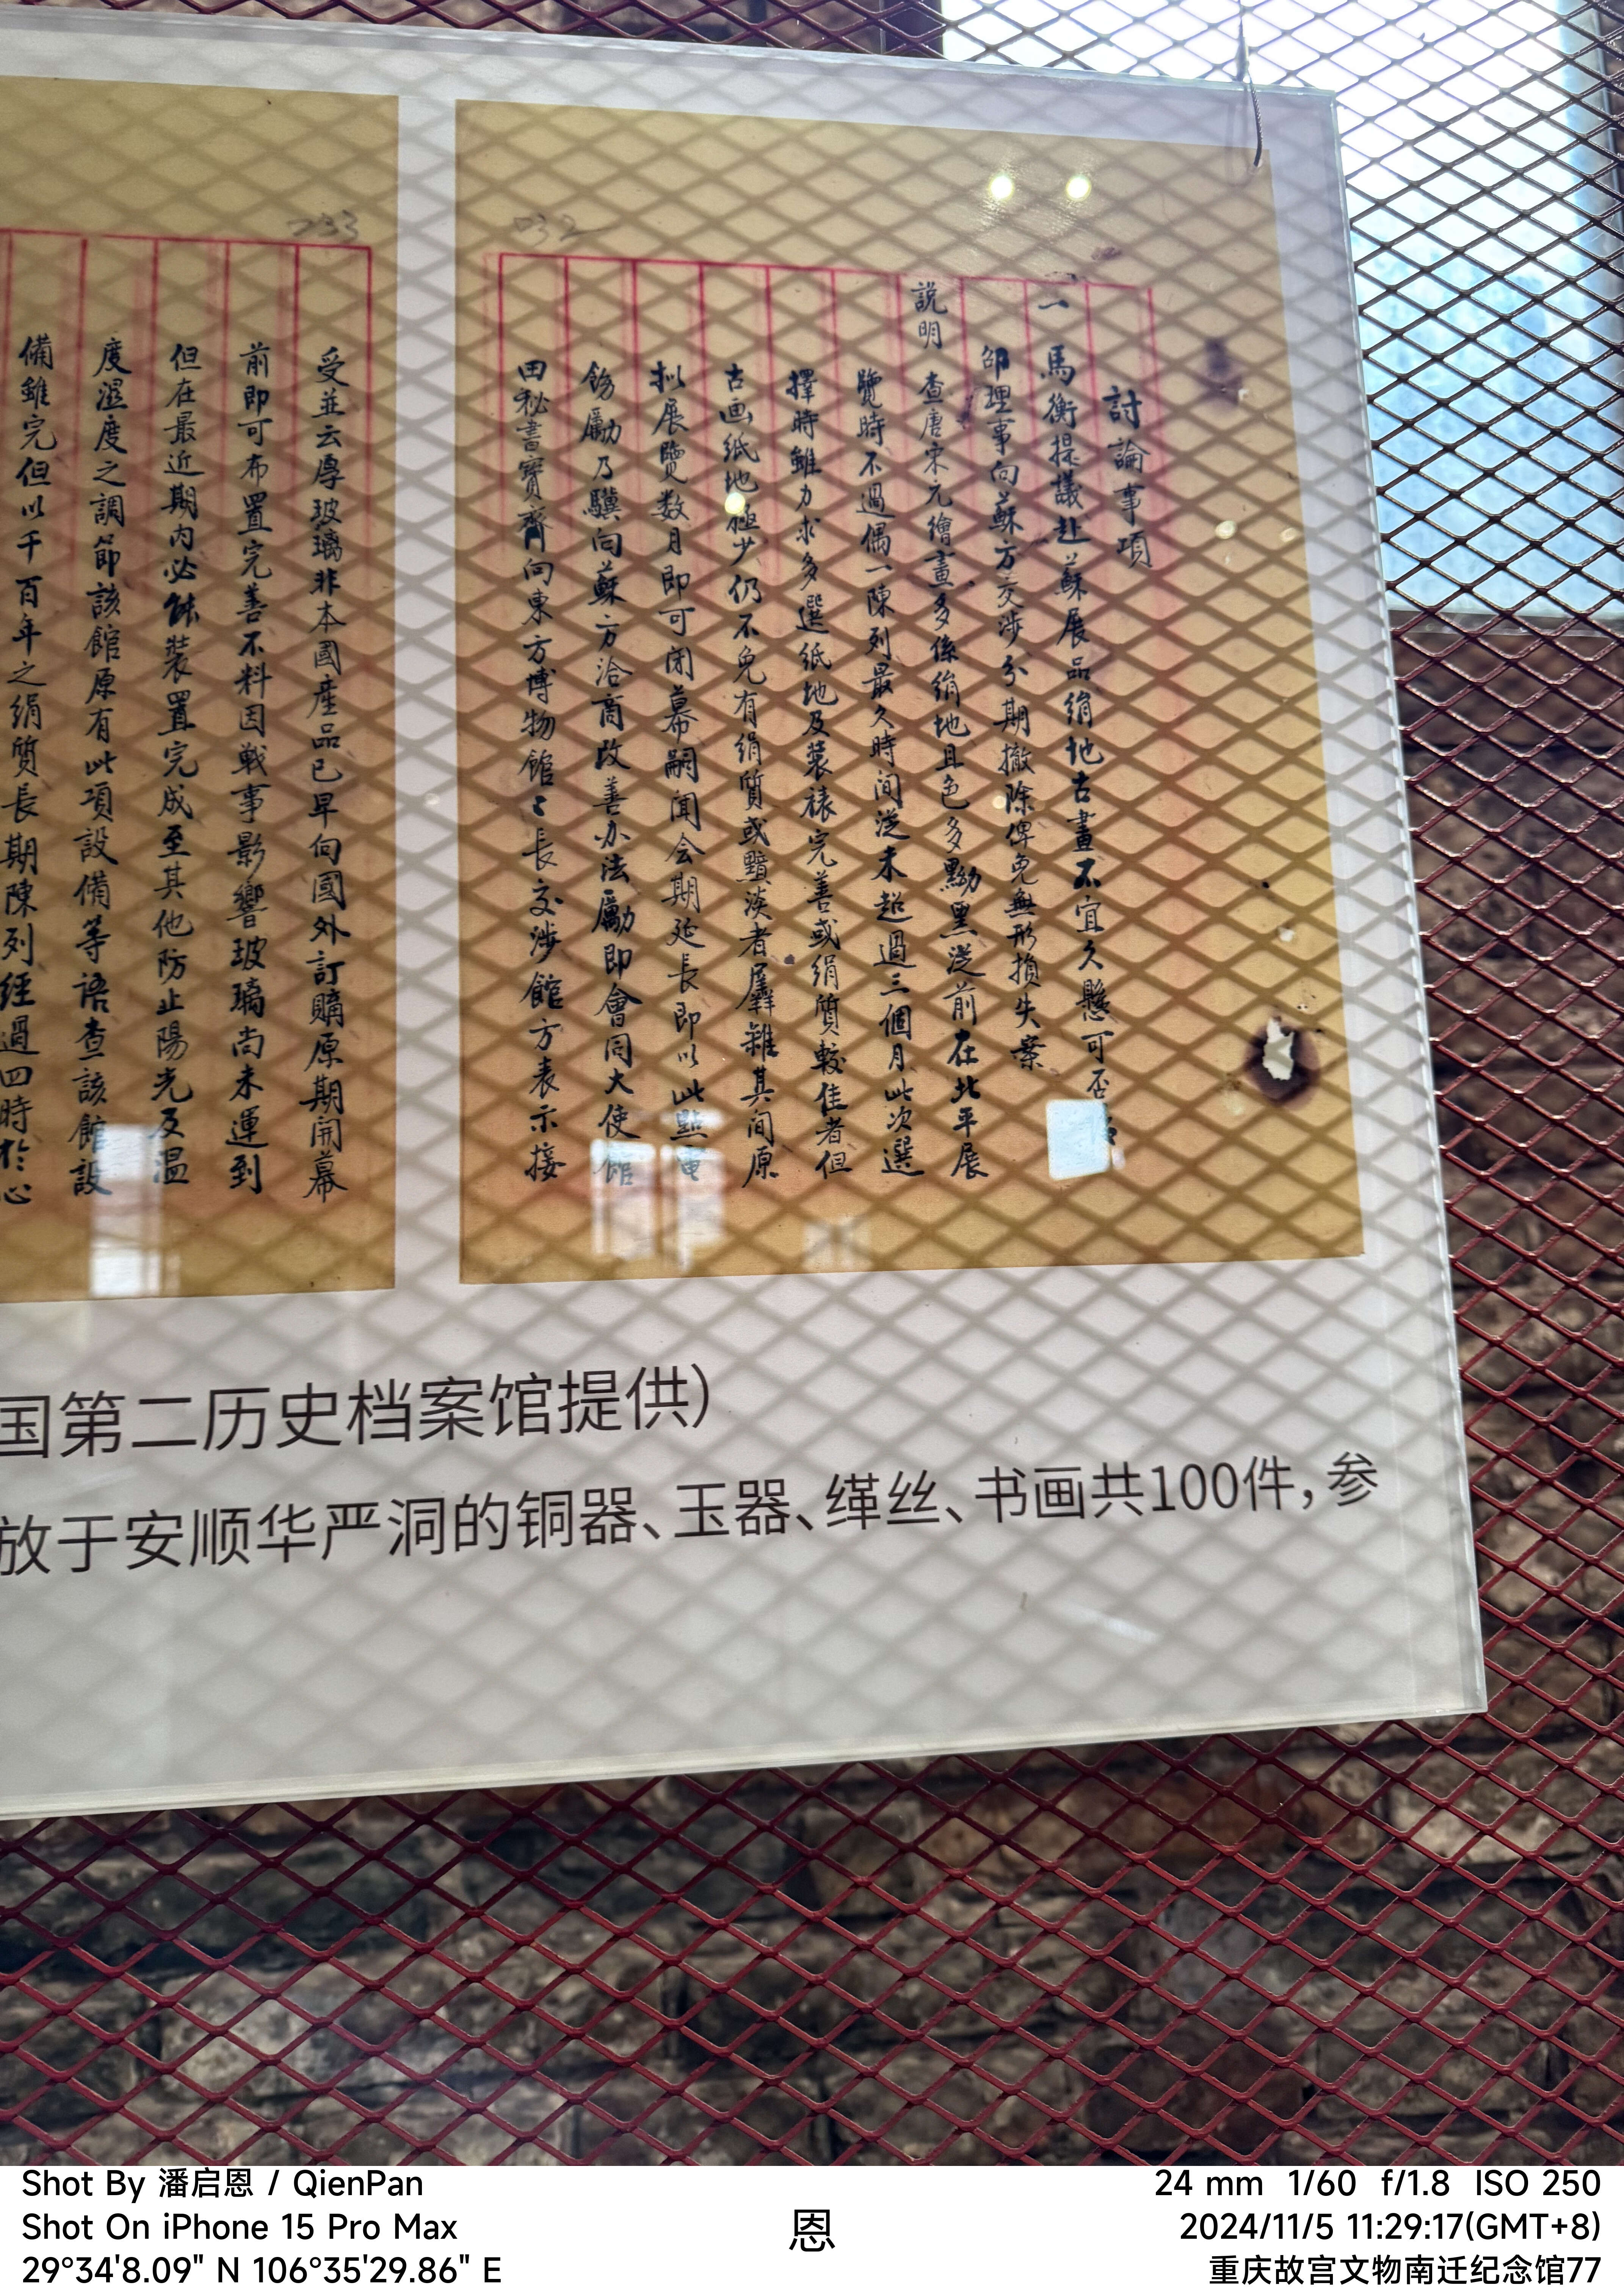 032
討論事項
一 馬衡提議赴蘇展品絹地古畫不宜久懸可否
部理事向蘇方交涉分期撤除俾免無形損失案
説明 查唐宋元繪畫多係絹地且色多黝黑從前在北平展
覽時不過偶一陳列最久時间從未超過三個月此次選
擇時雖力求多選紙地及裝裱完善或絹質較佳者但
古画紙地極少仍不免有絹質或黯淡者羼雜其间原
拟展覽数月即可闭幕嗣闻会期延長即以此點電
飭勵乃驥向蘇方洽商改善办法勵即會同大使館
田秘書寶齊向東方博物館〻長交涉館方表示接
033
受並云厚玻璃非本國産品已早向國外訂購原期開幕
前即可布置完善不料因戰事影響玻璃尚未運到
但在最近期内必能裝置完成至其他防止陽光及溫
度濕度之調節該館原有此項設備等语查該館設
備雖完但以千百年之绢質長期陳列經過四時於心
国第二历史档案馆提供）
放于安顺华严洞的铜器、玉器、缂丝、书画共100件，参
Shot By 潘启恩 / QienPan
Shot On iPhone 15 Pro Max
29°34'8.09" N 106°35'29.86" E
恩
24 mm 1/60 f/1.8 ISO 250
2024/11/5 11:29:17(GMT+8)
重庆故宫文物南迁纪念馆77